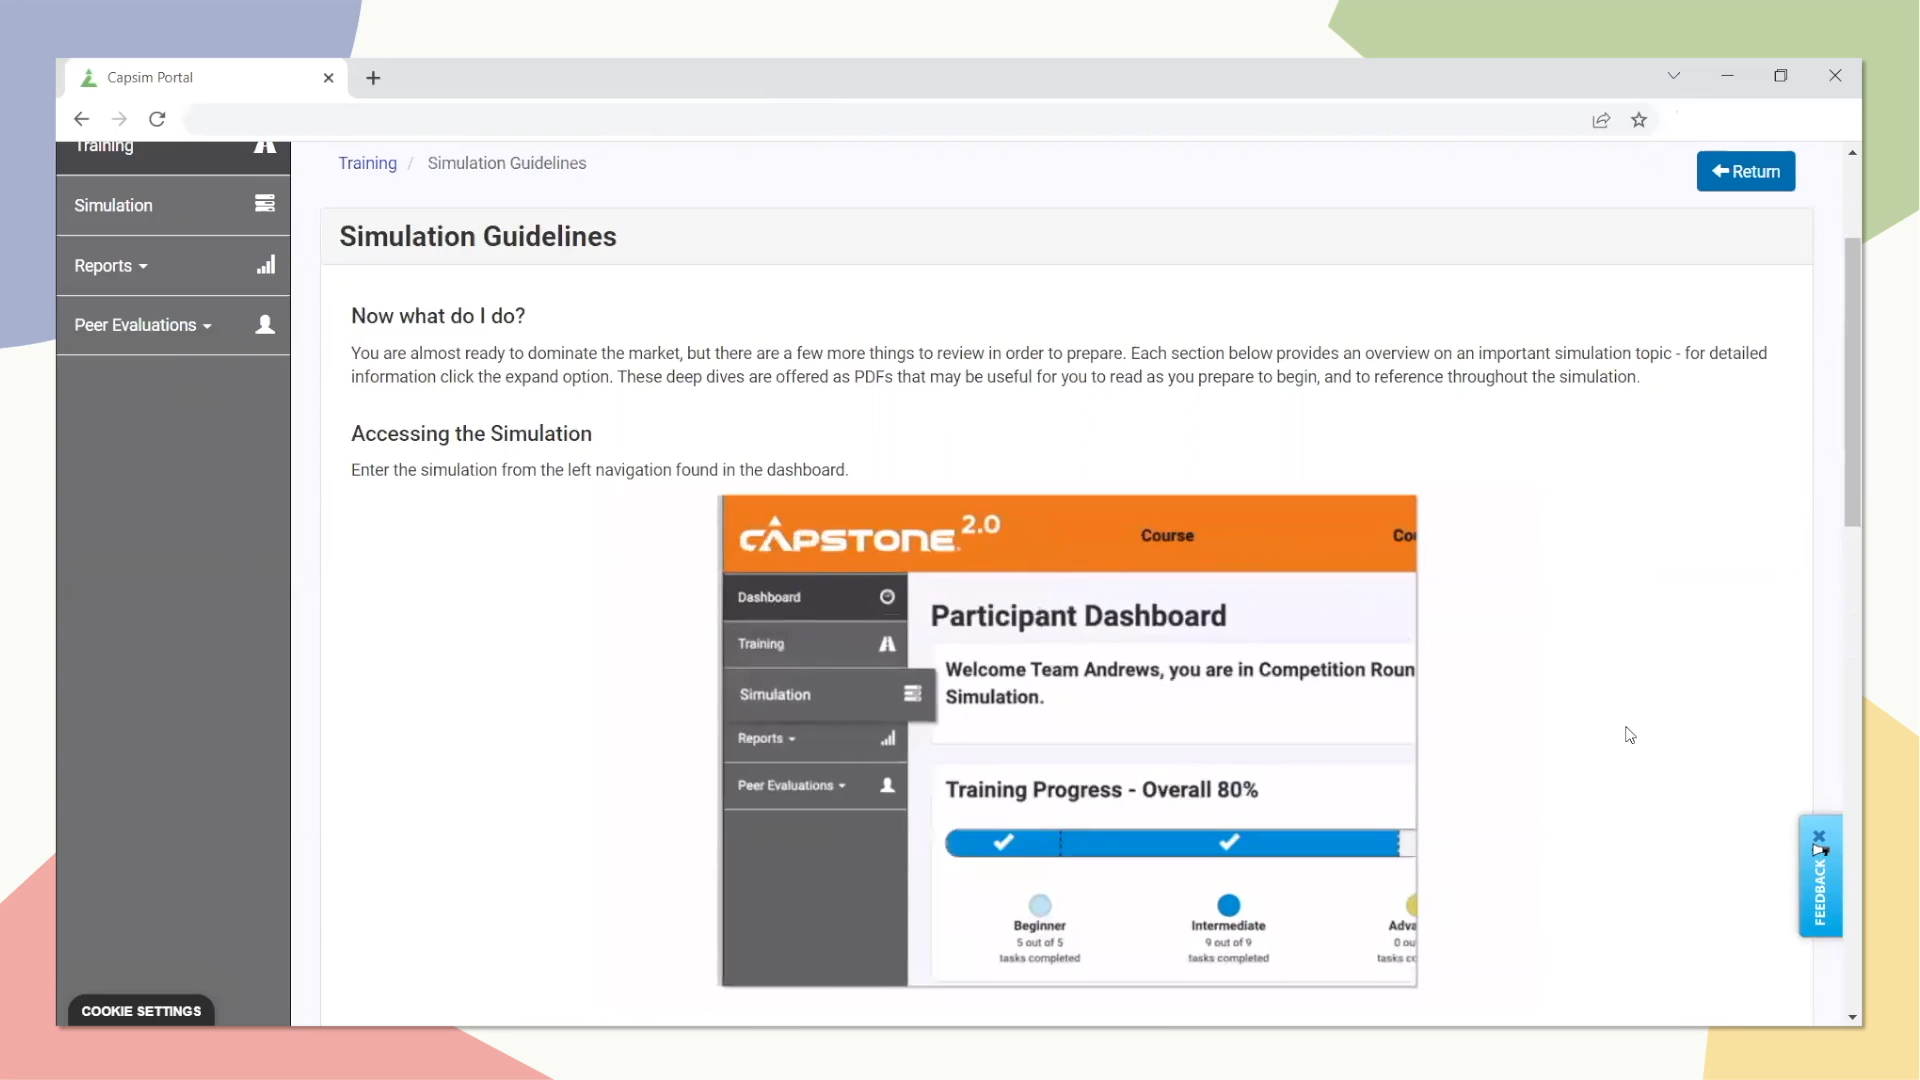 Capsim Portal
Training
Simulation
Reports
Peer Evaluations
COOKIE SETTINGS
Training / Simulation Guidelines
Return
Simulation Guidelines
Now what do I do?
You are almost ready to dominate the market, but there are a few more things to review in order to prepare. Each section below provides an overview on an important simulation topic - for detailed
information click the expand option. These deep dives are offered as PDFs that may be useful for you to read as you prepare to begin, and to reference throughout the simulation.
Accessing the Simulation
Enter the simulation from the left navigation found in the dashboard.
CAPSTONE 2.0
Course
Co
Dashboard
Training
Simulation
Reports
Peer Evaluations
Participant Dashboard
Welcome Team Andrews, you are in Competition Roun
Simulation.
Training Progress - Overall 80%
Beginner
5 out of 5
tasks completed
Intermediate
9 out of 9
tasks completed
Adva
0 ou
tasks co
FEEDBACK